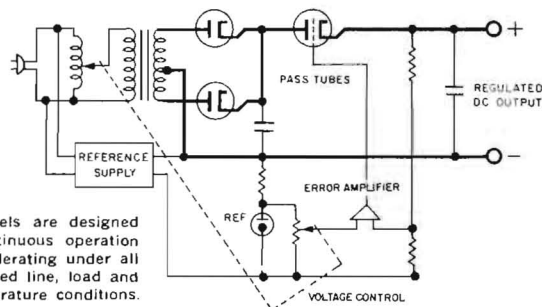 +
PASS TUBES
REGULATED
DC OUTPUT
−
REFERENCE
SUPPLY
ERROR AMPLIFIER
REF
els are designed
tinuous operation
derating under all
ed line, load and
rature conditions.
VOLTAGE CONTROL